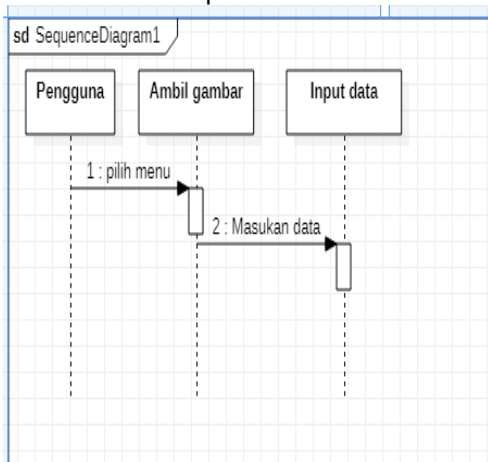 sd SequenceDiagram1
Pengguna
Ambil gambar
Input data
1 : pilih menu
2 : Masukan data